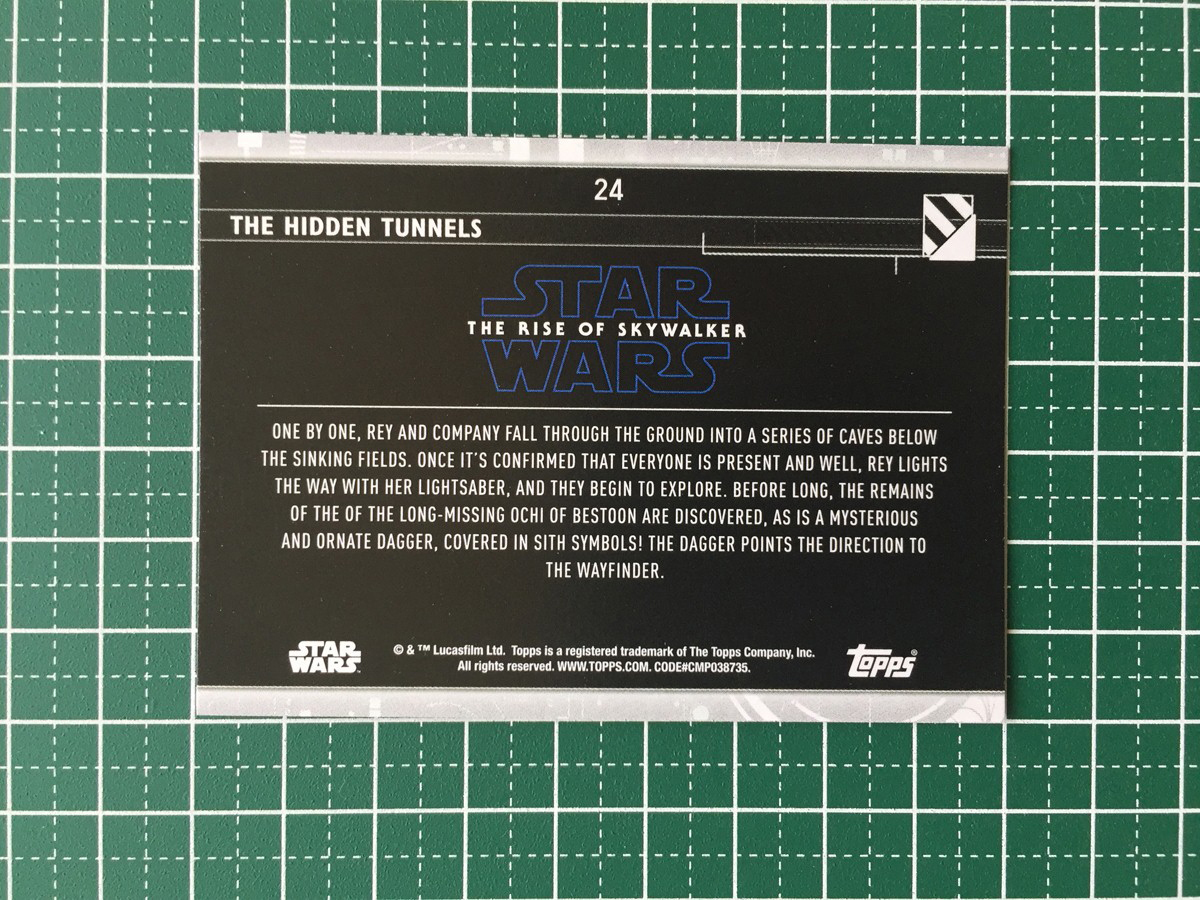 24
THE HIDDEN TUNNELS
STAR
THE RISE OF SKYWALKER
WARS
ONE BY ONE, REY AND COMPANY FALL THROUGH THE GROUND INTO A SERIES OF CAVES BELOW
THE SINKING FIELDS. ONCE IT'S CONFIRMED THAT EVERYONE IS PRESENT AND WELL, REY LIGHTS
THE WAY WITH HER LIGHTSABER, AND THEY BEGIN TO EXPLORE. BEFORE LONG, THE REMAINS
OF THE OF THE LONG-MISSING OCHI OF BESTOON ARE DISCOVERED, AS IS A MYSTERIOUS
AND ORNATE DAGGER, COVERED IN SITH SYMBOLS! THE DAGGER POINTS THE DIRECTION TO
THE WAYFINDER.
STAR
WARS
© & ™ Lucasfilm Ltd. Topps is a registered trademark of The Topps Company, Inc.
All rights reserved. WWW.TOPPS.COM. CODE#CMP038735.
topps®